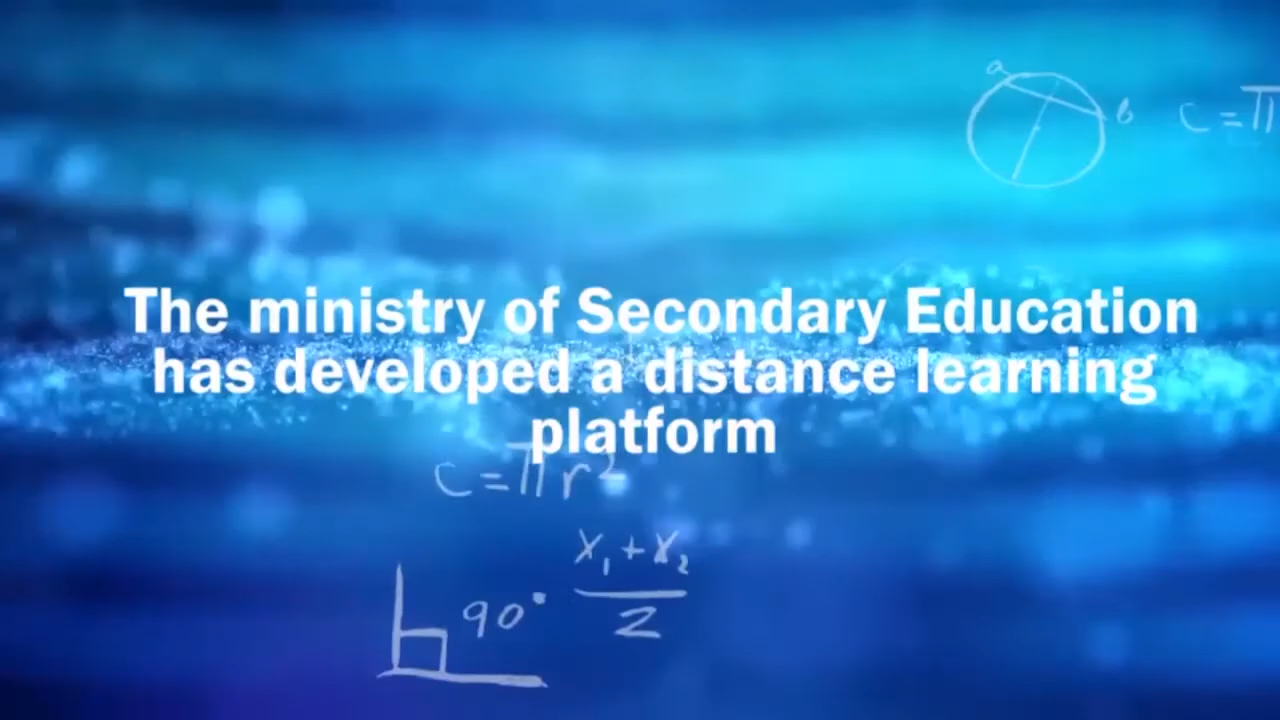 a
b
c = π
The ministry of Secondary Education
has developed a distance learning
platform
c = πr²
x₁ + x₂
2
90°